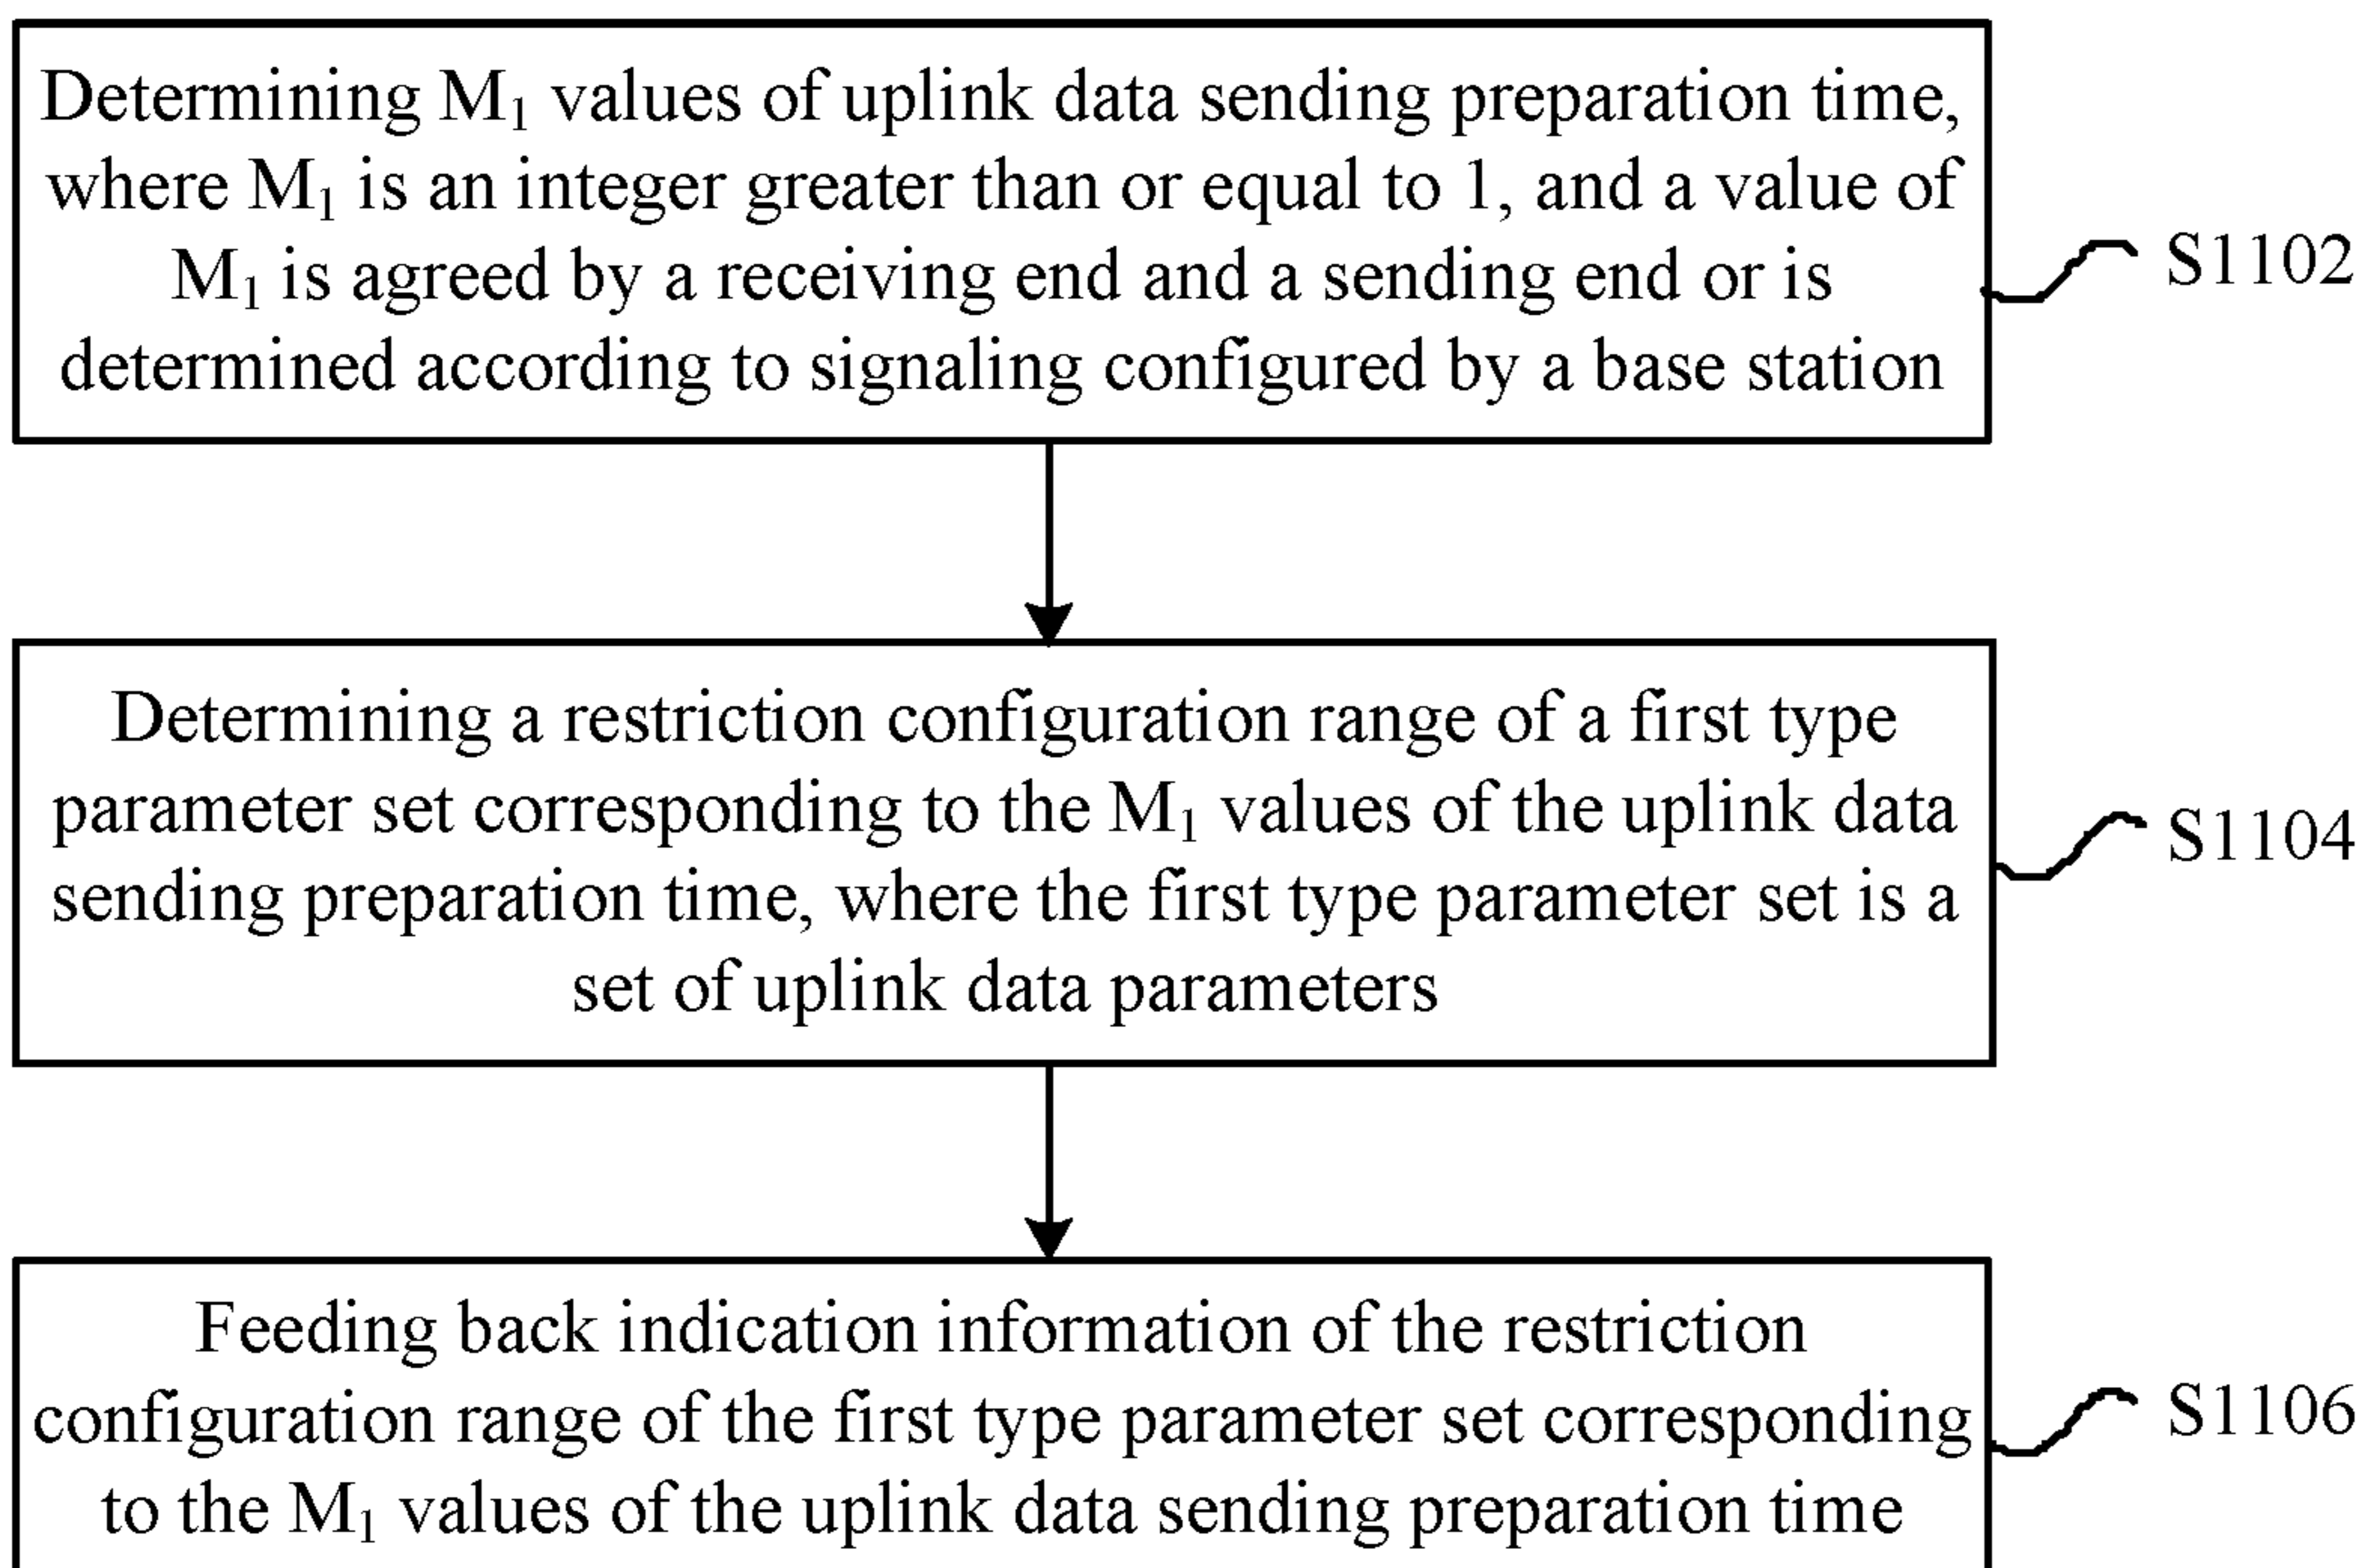 Determining M₁ values of uplink data sending preparation time,
where M₁ is an integer greater than or equal to 1, and a value of
M₁ is agreed by a receiving end and a sending end or is
determined according to signaling configured by a base station
S1102
Determining a restriction configuration range of a first type
parameter set corresponding to the M₁ values of the uplink data
sending preparation time, where the first type parameter set is a
set of uplink data parameters
S1104
Feeding back indication information of the restriction
configuration range of the first type parameter set corresponding
to the M₁ values of the uplink data sending preparation time
S1106